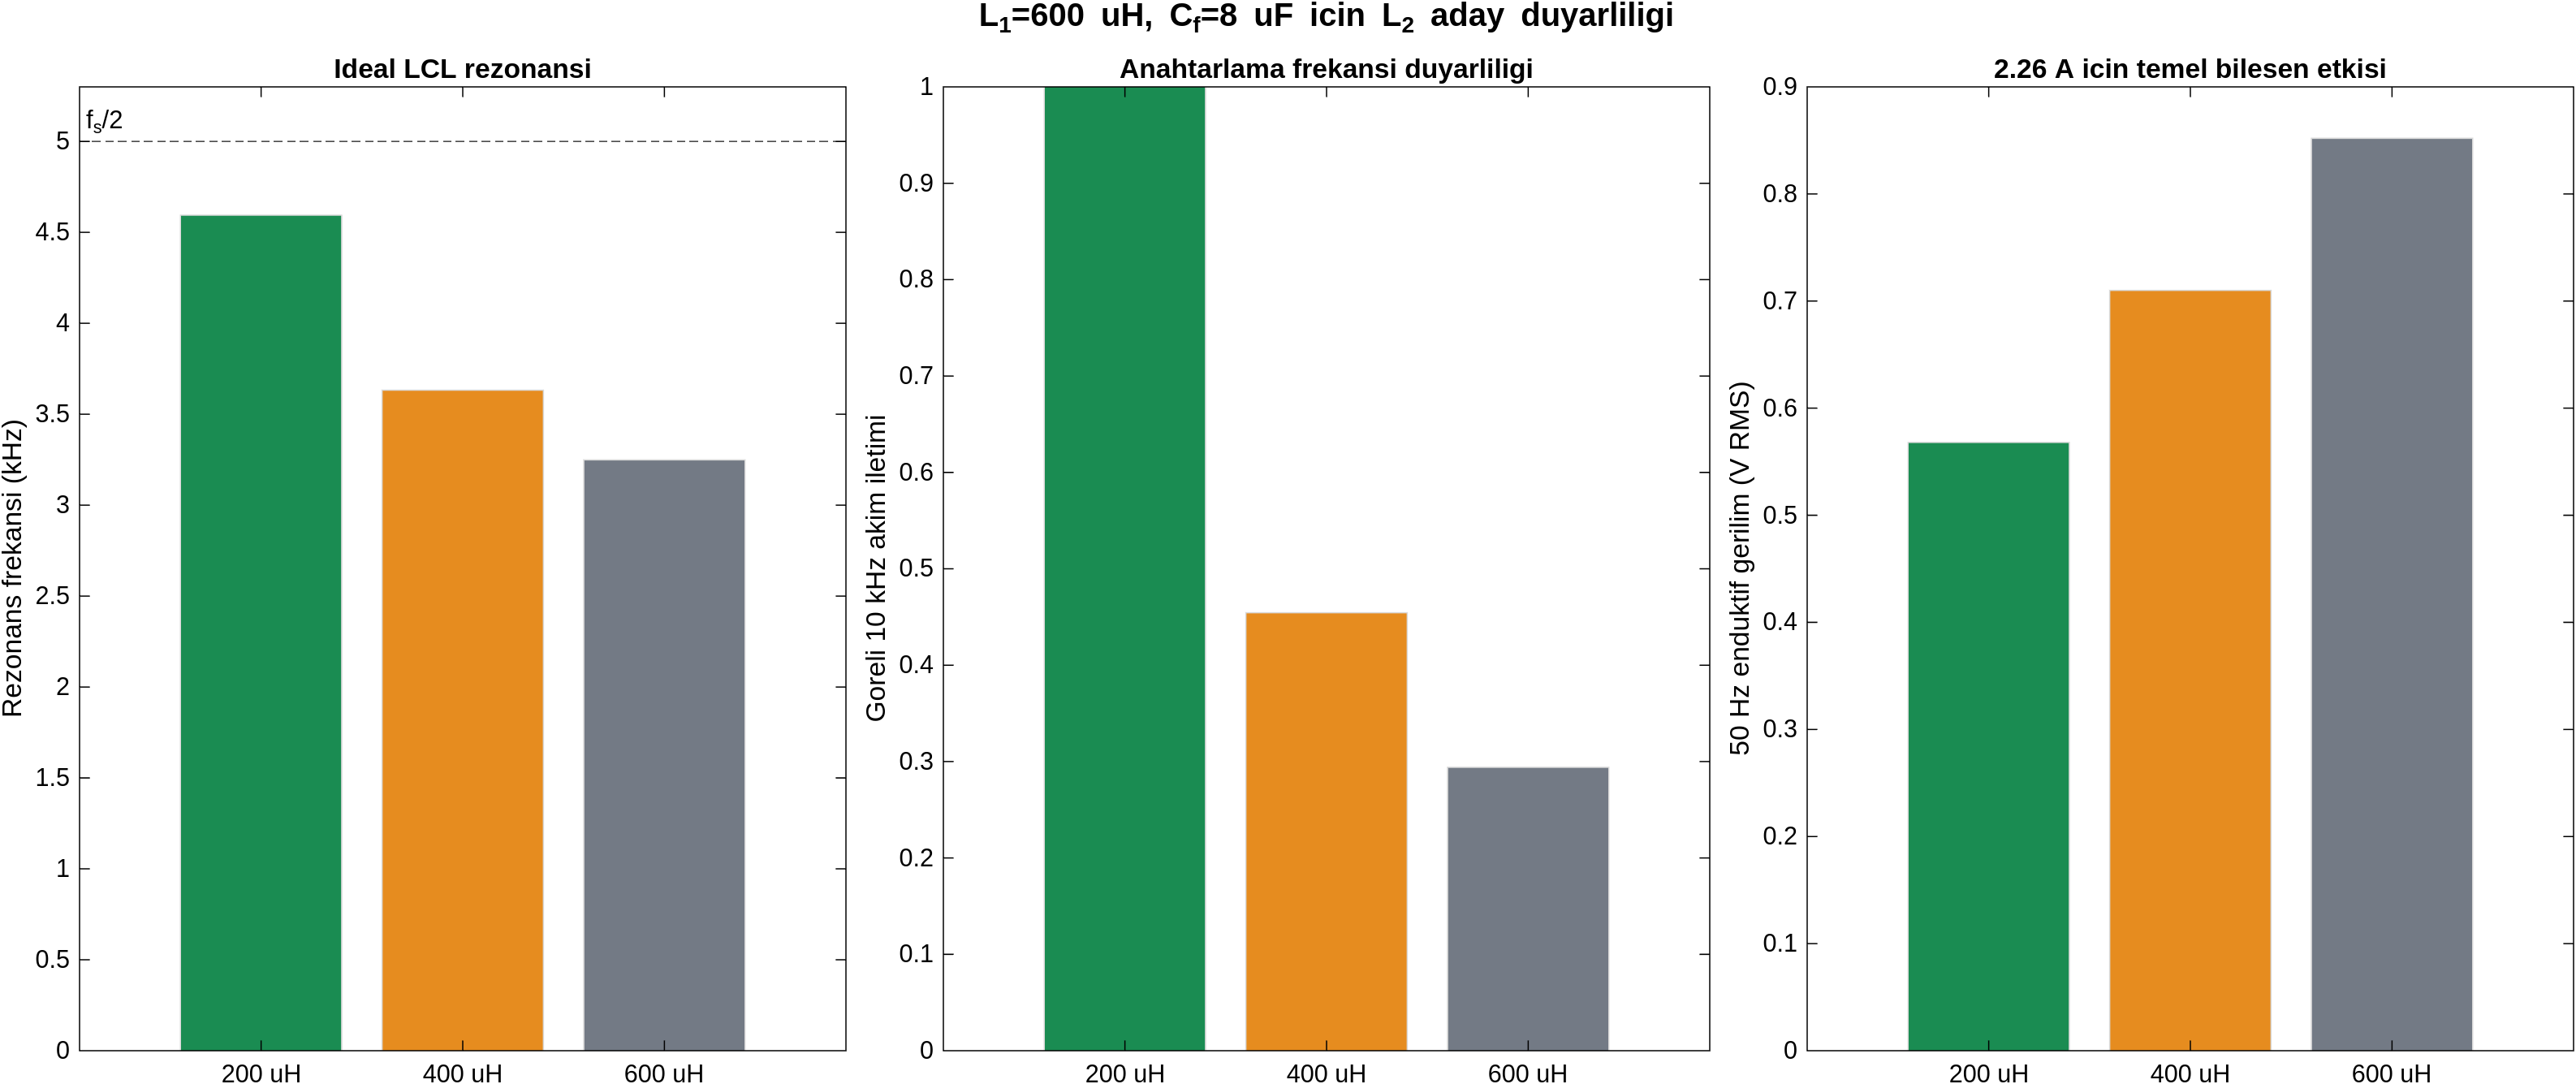 L1=600 uH, Cf=8 uF icin L2 aday duyarliligi
Ideal LCL rezonansi
Rezonans frekansi (kHz)
fs/2
5
4.5
4
3.5
3
2.5
2
1.5
1
0.5
0
200 uH 400 uH 600 uH
Anahtarlama frekansi duyarliligi
Goreli 10 kHz akim iletimi
1
0.9
0.8
0.7
0.6
0.5
0.4
0.3
0.2
0.1
0
200 uH 400 uH 600 uH
2.26 A icin temel bilesen etkisi
50 Hz enduktif gerilim (V RMS)
0.9
0.8
0.7
0.6
0.5
0.4
0.3
0.2
0.1
0
200 uH 400 uH 600 uH